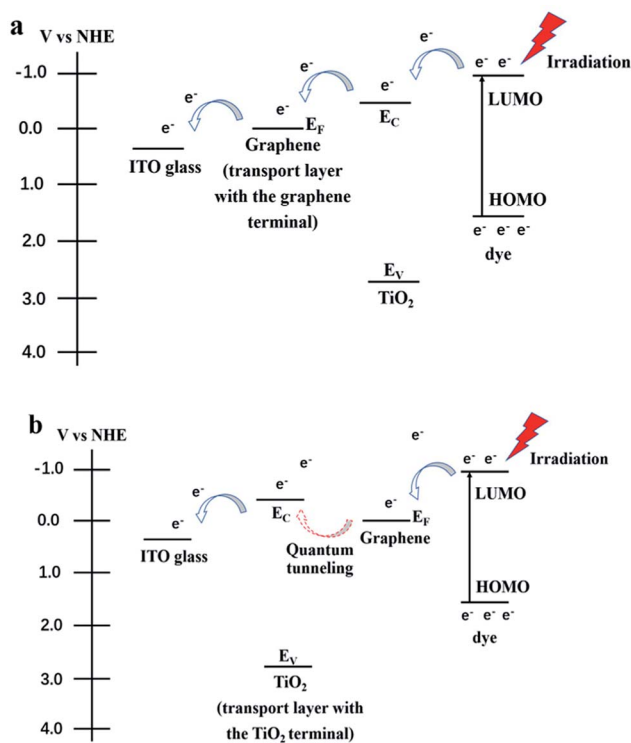 a
V vs NHE
-1.0
0.0
1.0
2.0
3.0
4.0
e-
e-
ITO glass
e-
e-
E_F
Graphene
(transport layer
with the graphene
terminal)
e-
e-
E_C
E_V
TiO2
e- e-
Irradiation
LUMO
HOMO
e- e- e-
dye
b
V vs NHE
-1.0
0.0
1.0
2.0
3.0
4.0
e-
e-
ITO glass
e-
e-
E_C
Quantum
tunneling
E_V
TiO2
(transport layer with
the TiO2 terminal)
e-
e-
E_F
Graphene
e- e-
Irradiation
LUMO
HOMO
e- e- e-
dye